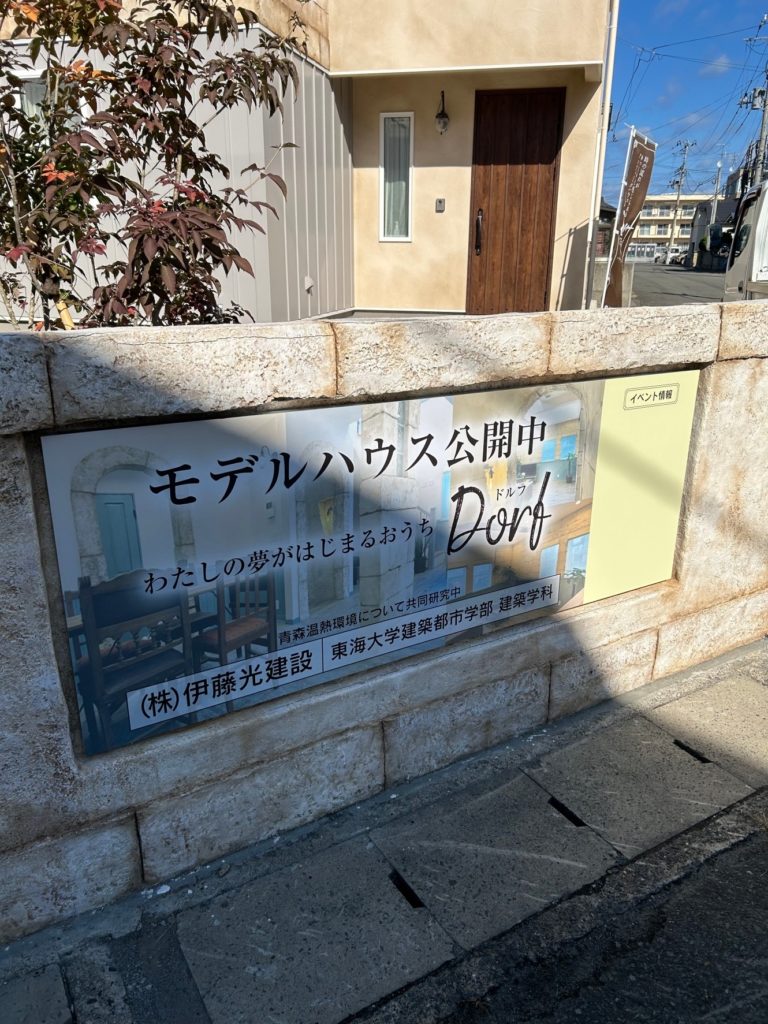 モデルハウス公開中
わたしの夢がはじまるおうち
ドルフ
Dorf
青森温熱環境について共同研究中
(株)伊藤光建設 東海大学建築都市学部 建築学科
イベント情報